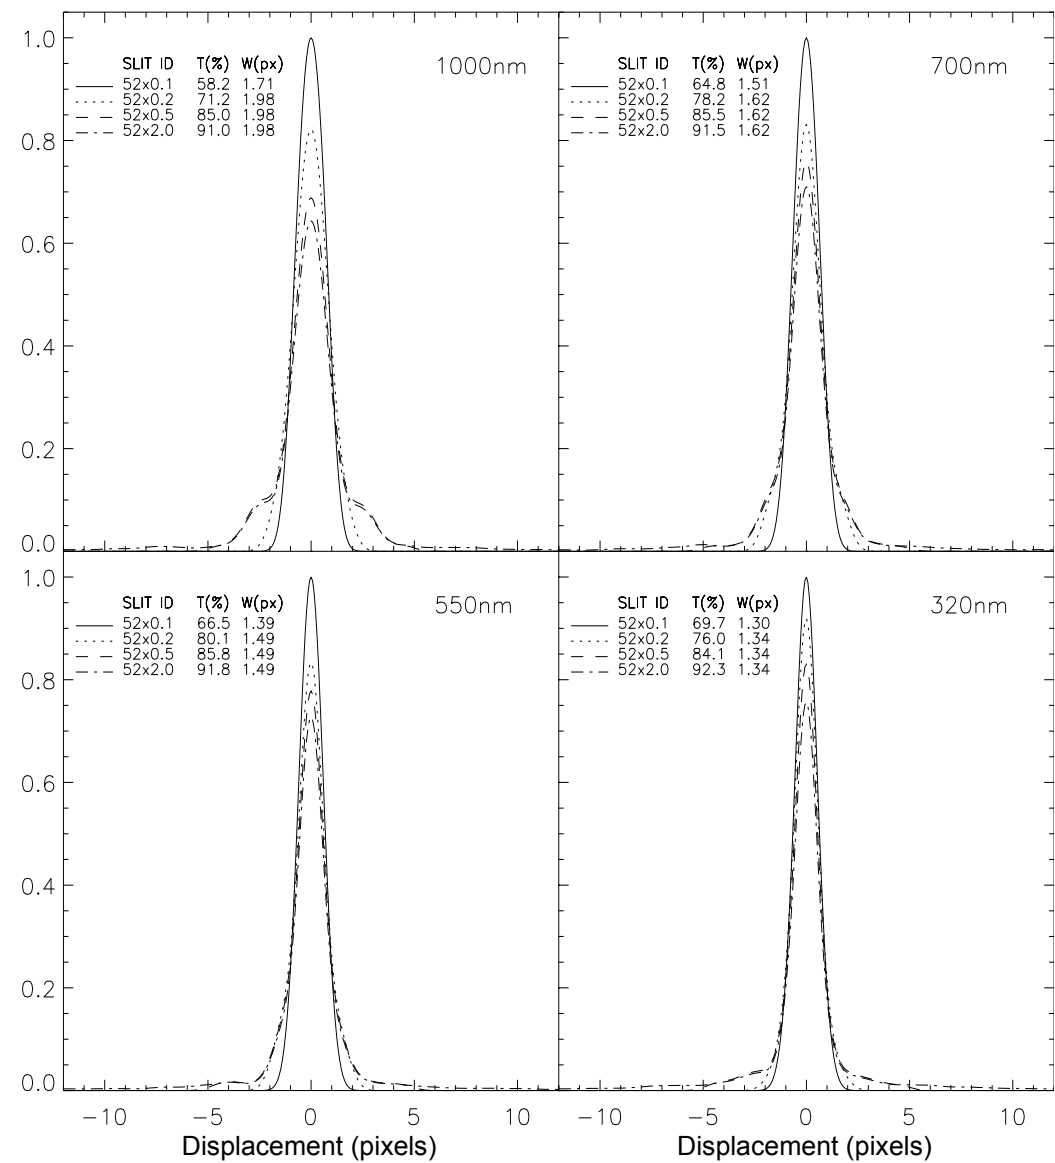 1.0
0.8
0.6
0.4
0.2
0.0
SLIT ID T(%) W(px)
52x0.1 58.2 1.71
52x0.2 71.2 1.98
52x0.5 85.0 1.98
52x2.0 91.0 1.98
1000nm
SLIT ID T(%) W(px)
52x0.1 64.8 1.51
52x0.2 78.2 1.62
52x0.5 85.5 1.62
52x2.0 91.5 1.62
700nm
1.0
0.8
0.6
0.4
0.2
0.0
SLIT ID T(%) W(px)
52x0.1 66.5 1.39
52x0.2 80.1 1.49
52x0.5 85.8 1.49
52x2.0 91.8 1.49
550nm
SLIT ID T(%) W(px)
52x0.1 69.7 1.30
52x0.2 76.0 1.34
52x0.5 84.1 1.34
52x2.0 92.3 1.34
320nm
−10 −5 0 5 10
Displacement (pixels)
−10 −5 0 5 10
Displacement (pixels)